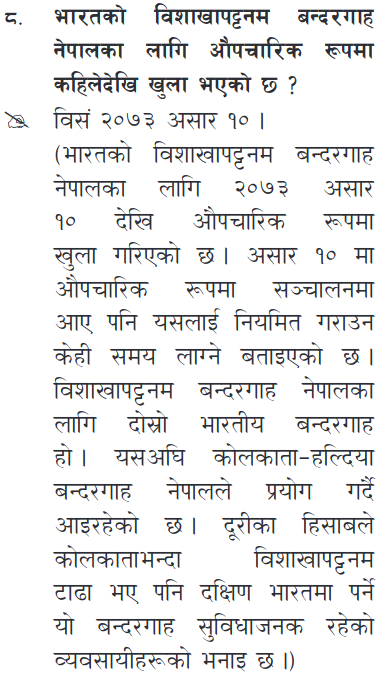 ८. भारतको विशाखापट्टनम बन्दरगाह
नेपालका लागि औपचारिक रूपमा
कहिलेदेखि खुला भएको छ ?
विसं २०७३ असार १० ।
(भारतको विशाखापट्टनम बन्दरगाह
नेपालका लागि २०७३ असार
१० देखि औपचारिक रूपमा
खुला गरिएको छ । असार १० मा
औपचारिक रूपमा सञ्चालनमा
आए पनि यसलाई नियमित गराउन
केही समय लाग्ने बताइएको छ ।
विशाखापट्टनम बन्दरगाह नेपालका
लागि दोस्रो भारतीय बन्दरगाह
हो । यसअघि कोलकाता-हल्दिया
बन्दरगाह नेपालले प्रयोग गर्दै
आइरहेको छ । दूरीका हिसाबले
कोलकाताभन्दा विशाखापट्टनम
टाढा भए पनि दक्षिण भारतमा पर्ने
यो बन्दरगाह सुविधाजनक रहेको
व्यवसायीहरूको भनाइ छ ।)